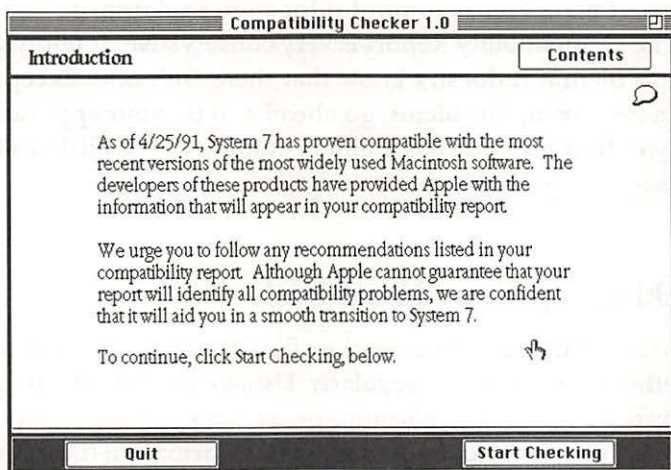 Compatibility Checker 1.0
Introduction
Contents
As of 4/25/91, System 7 has proven compatible with the most
recent versions of the most widely used Macintosh software. The
developers of these products have provided Apple with the
information that will appear in your compatibility report.
We urge you to follow any recommendations listed in your
compatibility report. Although Apple cannot guarantee that your
report will identify all compatibility problems, we are confident
that it will aid you in a smooth transition to System 7.
To continue, click Start Checking, below.
Quit
Start Checking